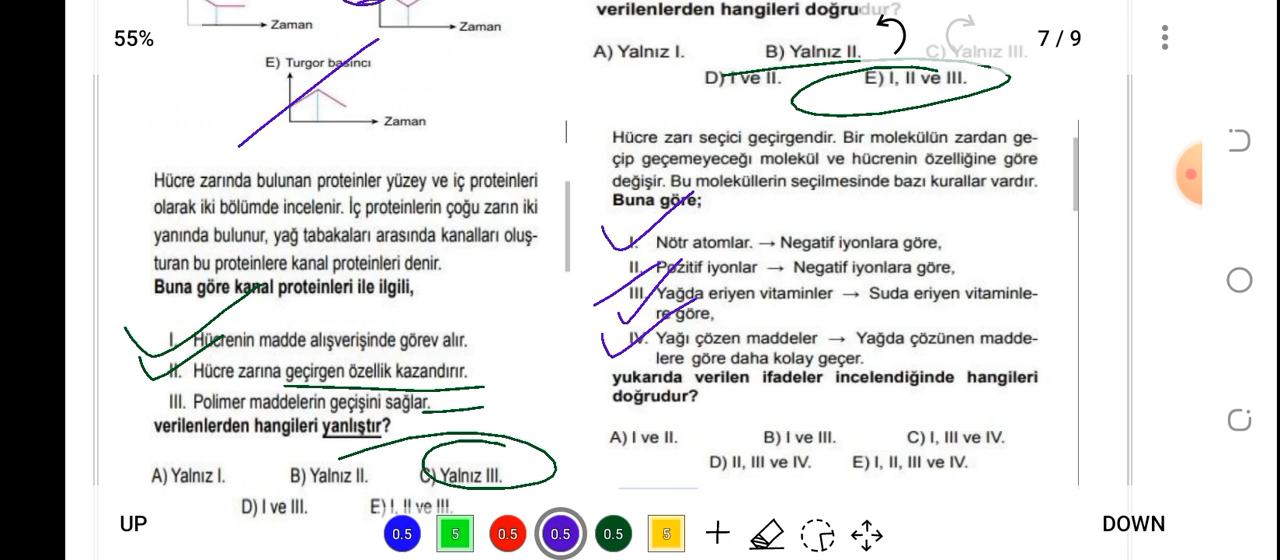 55%
Zaman
Zaman
E) Turgor basıncı
Zaman
Hücre zarında bulunan proteinler yüzey ve iç proteinleri
olarak iki bölümde incelenir. İç proteinlerin çoğu zarın iki
yanında bulunur, yağ tabakaları arasında kanalları oluş-
turan bu proteinlere kanal proteinleri denir.
Buna göre kanal proteinleri ile ilgili,
I. Hücrenin madde alışverişinde görev alır.
II. Hücre zarına geçirgen özellik kazandırır.
III. Polimer maddelerin geçişini sağlar.
verilenlerden hangileri yanlıştır?
A) Yalnız I. B) Yalnız II. C) Yalnız III.
D) I ve III. E) I, II ve III.
verilenlerden hangileri doğrudur?
A) Yalnız I. B) Yalnız II. C) Yalnız III.
D) I ve II. E) I, II ve III.
7 / 9
Hücre zarı seçici geçirgendir. Bir molekülün zardan ge-
çip geçemeyeceği molekül ve hücrenin özelliğine göre
değişir. Bu moleküllerin seçilmesinde bazı kurallar vardır.
Buna göre;
I. Nötr atomlar. → Negatif iyonlara göre,
II. Pozitif iyonlar → Negatif iyonlara göre,
III. Yağda eriyen vitaminler → Suda eriyen vitaminle-
re göre,
IV. Yağı çözen maddeler → Yağda çözünen madde-
lere göre daha kolay geçer.
yukarıda verilen ifadeler incelendiğinde hangileri
doğrudur?
A) I ve II. B) I ve III. C) I, III ve IV.
D) II, III ve IV. E) I, II, III ve IV.
UP
0.5 5 0.5 0.5 0.5 5
DOWN